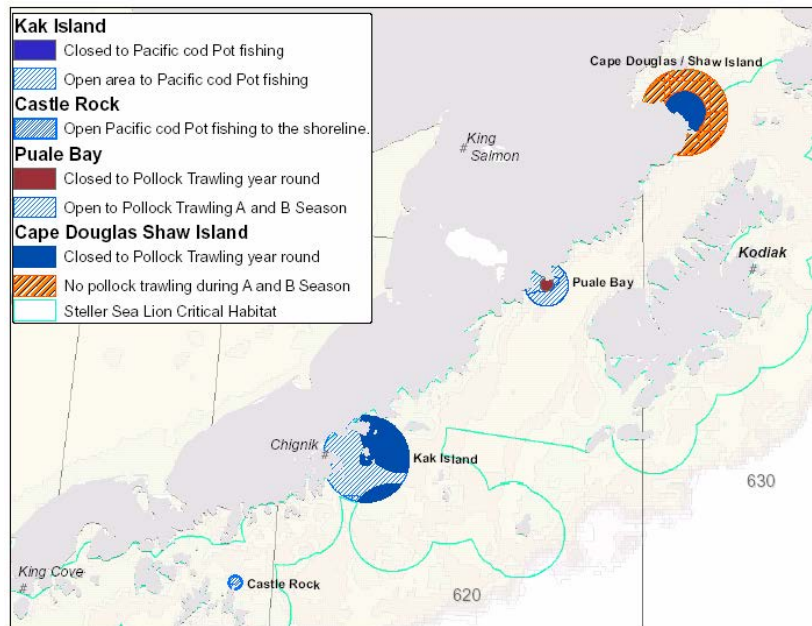 Kak Island
Closed to Pacific cod Pot fishing
Open area to Pacific cod Pot fishing
Castle Rock
Open Pacific cod Pot fishing to the shoreline.
Puale Bay
Closed to Pollock Trawling year round
Open to Pollock Trawling A and B Season
Cape Douglas Shaw Island
Closed to Pollock Trawling year round
No pollock trawling during A and B Season
Steller Sea Lion Critical Habitat
Cape Douglas / Shaw Island
King
# Salmon
Kodiak
#
Puale Bay
Chignik
#
Kak Island
630
King Cove
#
Castle Rock
620